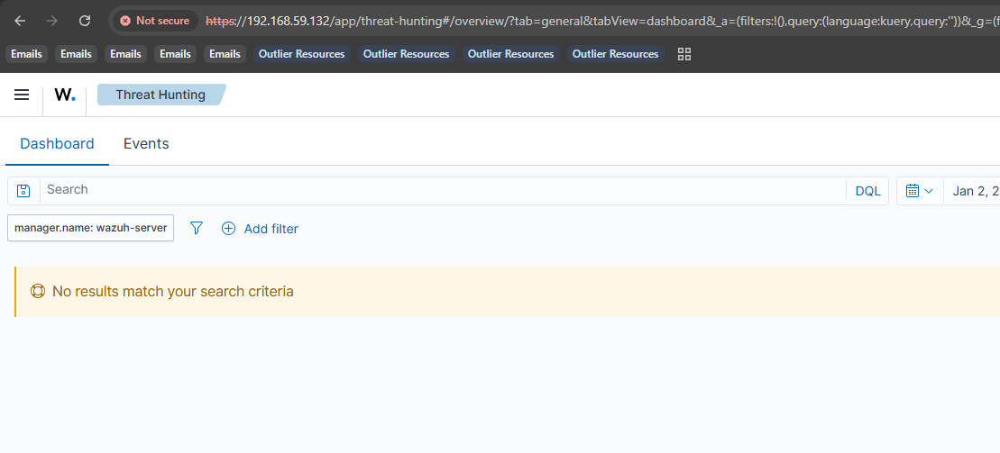 Not secure https://192.168.59.132/app/threat-hunting#/overview/?tab=general&tabView=dashboard&_a=(filters:!(),query:(language:kuery,query:''))&_g=(f
Emails Emails Emails Emails Emails Outlier Resources Outlier Resources Outlier Resources Outlier Resources
W. Threat Hunting
Dashboard Events
Search DQL Jan 2, 2
manager.name: wazuh-server Add filter
No results match your search criteria